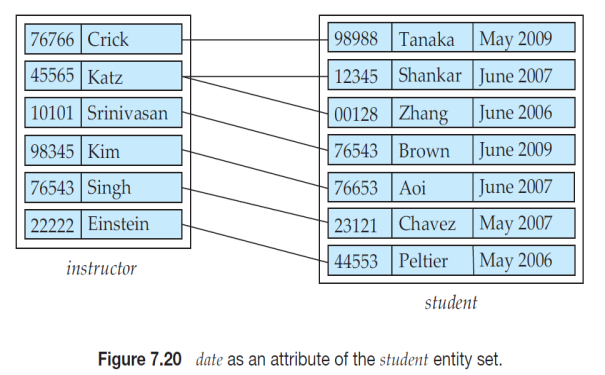 76766 Crick
45565 Katz
10101 Srinivasan
98345 Kim
76543 Singh
22222 Einstein
instructor
98988 Tanaka May 2009
12345 Shankar June 2007
00128 Zhang June 2006
76543 Brown June 2009
76653 Aoi June 2007
23121 Chavez May 2007
44553 Peltier May 2006
student
Figure 7.20 date as an attribute of the student entity set.